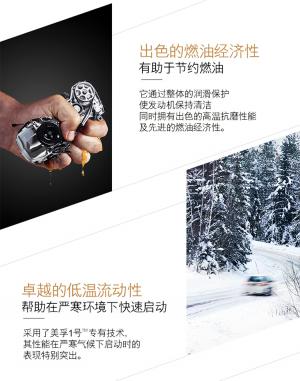 出色的燃油经济性
有助于节约燃油
它通过整体的润滑保护
使发动机保持清洁
同时拥有出色的高温抗磨性能
及先进的燃油经济性。
卓越的低温流动性
帮助在严寒环境下快速启动
采用了美孚1号™专有技术,
其性能在严寒气候下启动时的
表现特别突出。